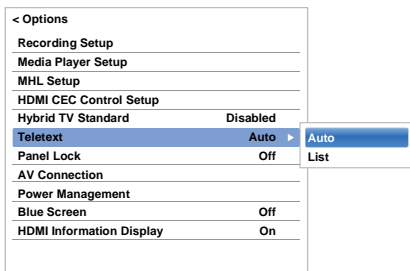 < Options
Recording Setup
Media Player Setup
MHL Setup
HDMI CEC Control Setup
Hybrid TV Standard Disabled
Teletext Auto
Auto
Panel Lock Off
List
AV Connection
Power Management
Blue Screen Off
HDMI Information Display On